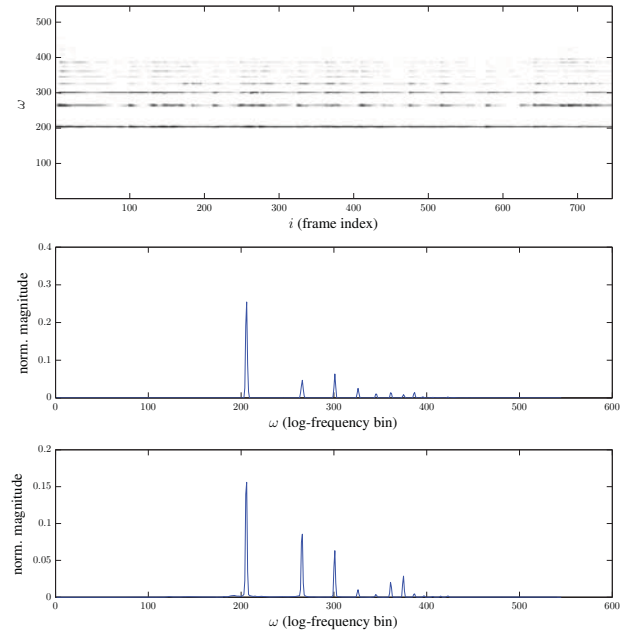 500
400
300
200
100
ω
100 200 300 400 500 600 700
i (frame index)
0.4
0.3
0.2
0.1
0
norm. magnitude
0 100 200 300 400 500 600
ω (log-frequency bin)
0.2
0.15
0.1
0.05
0
norm. magnitude
0 100 200 300 400 500 600
ω (log-frequency bin)